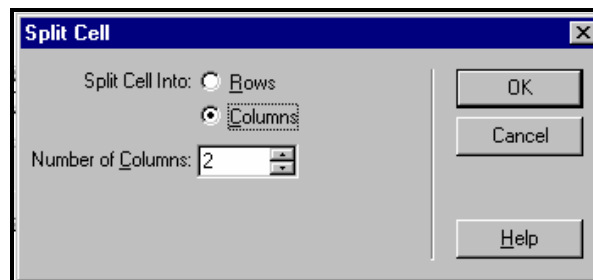 Split Cell
Split Cell Into: Rows
Columns
Number of Columns: 2
OK
Cancel
Help